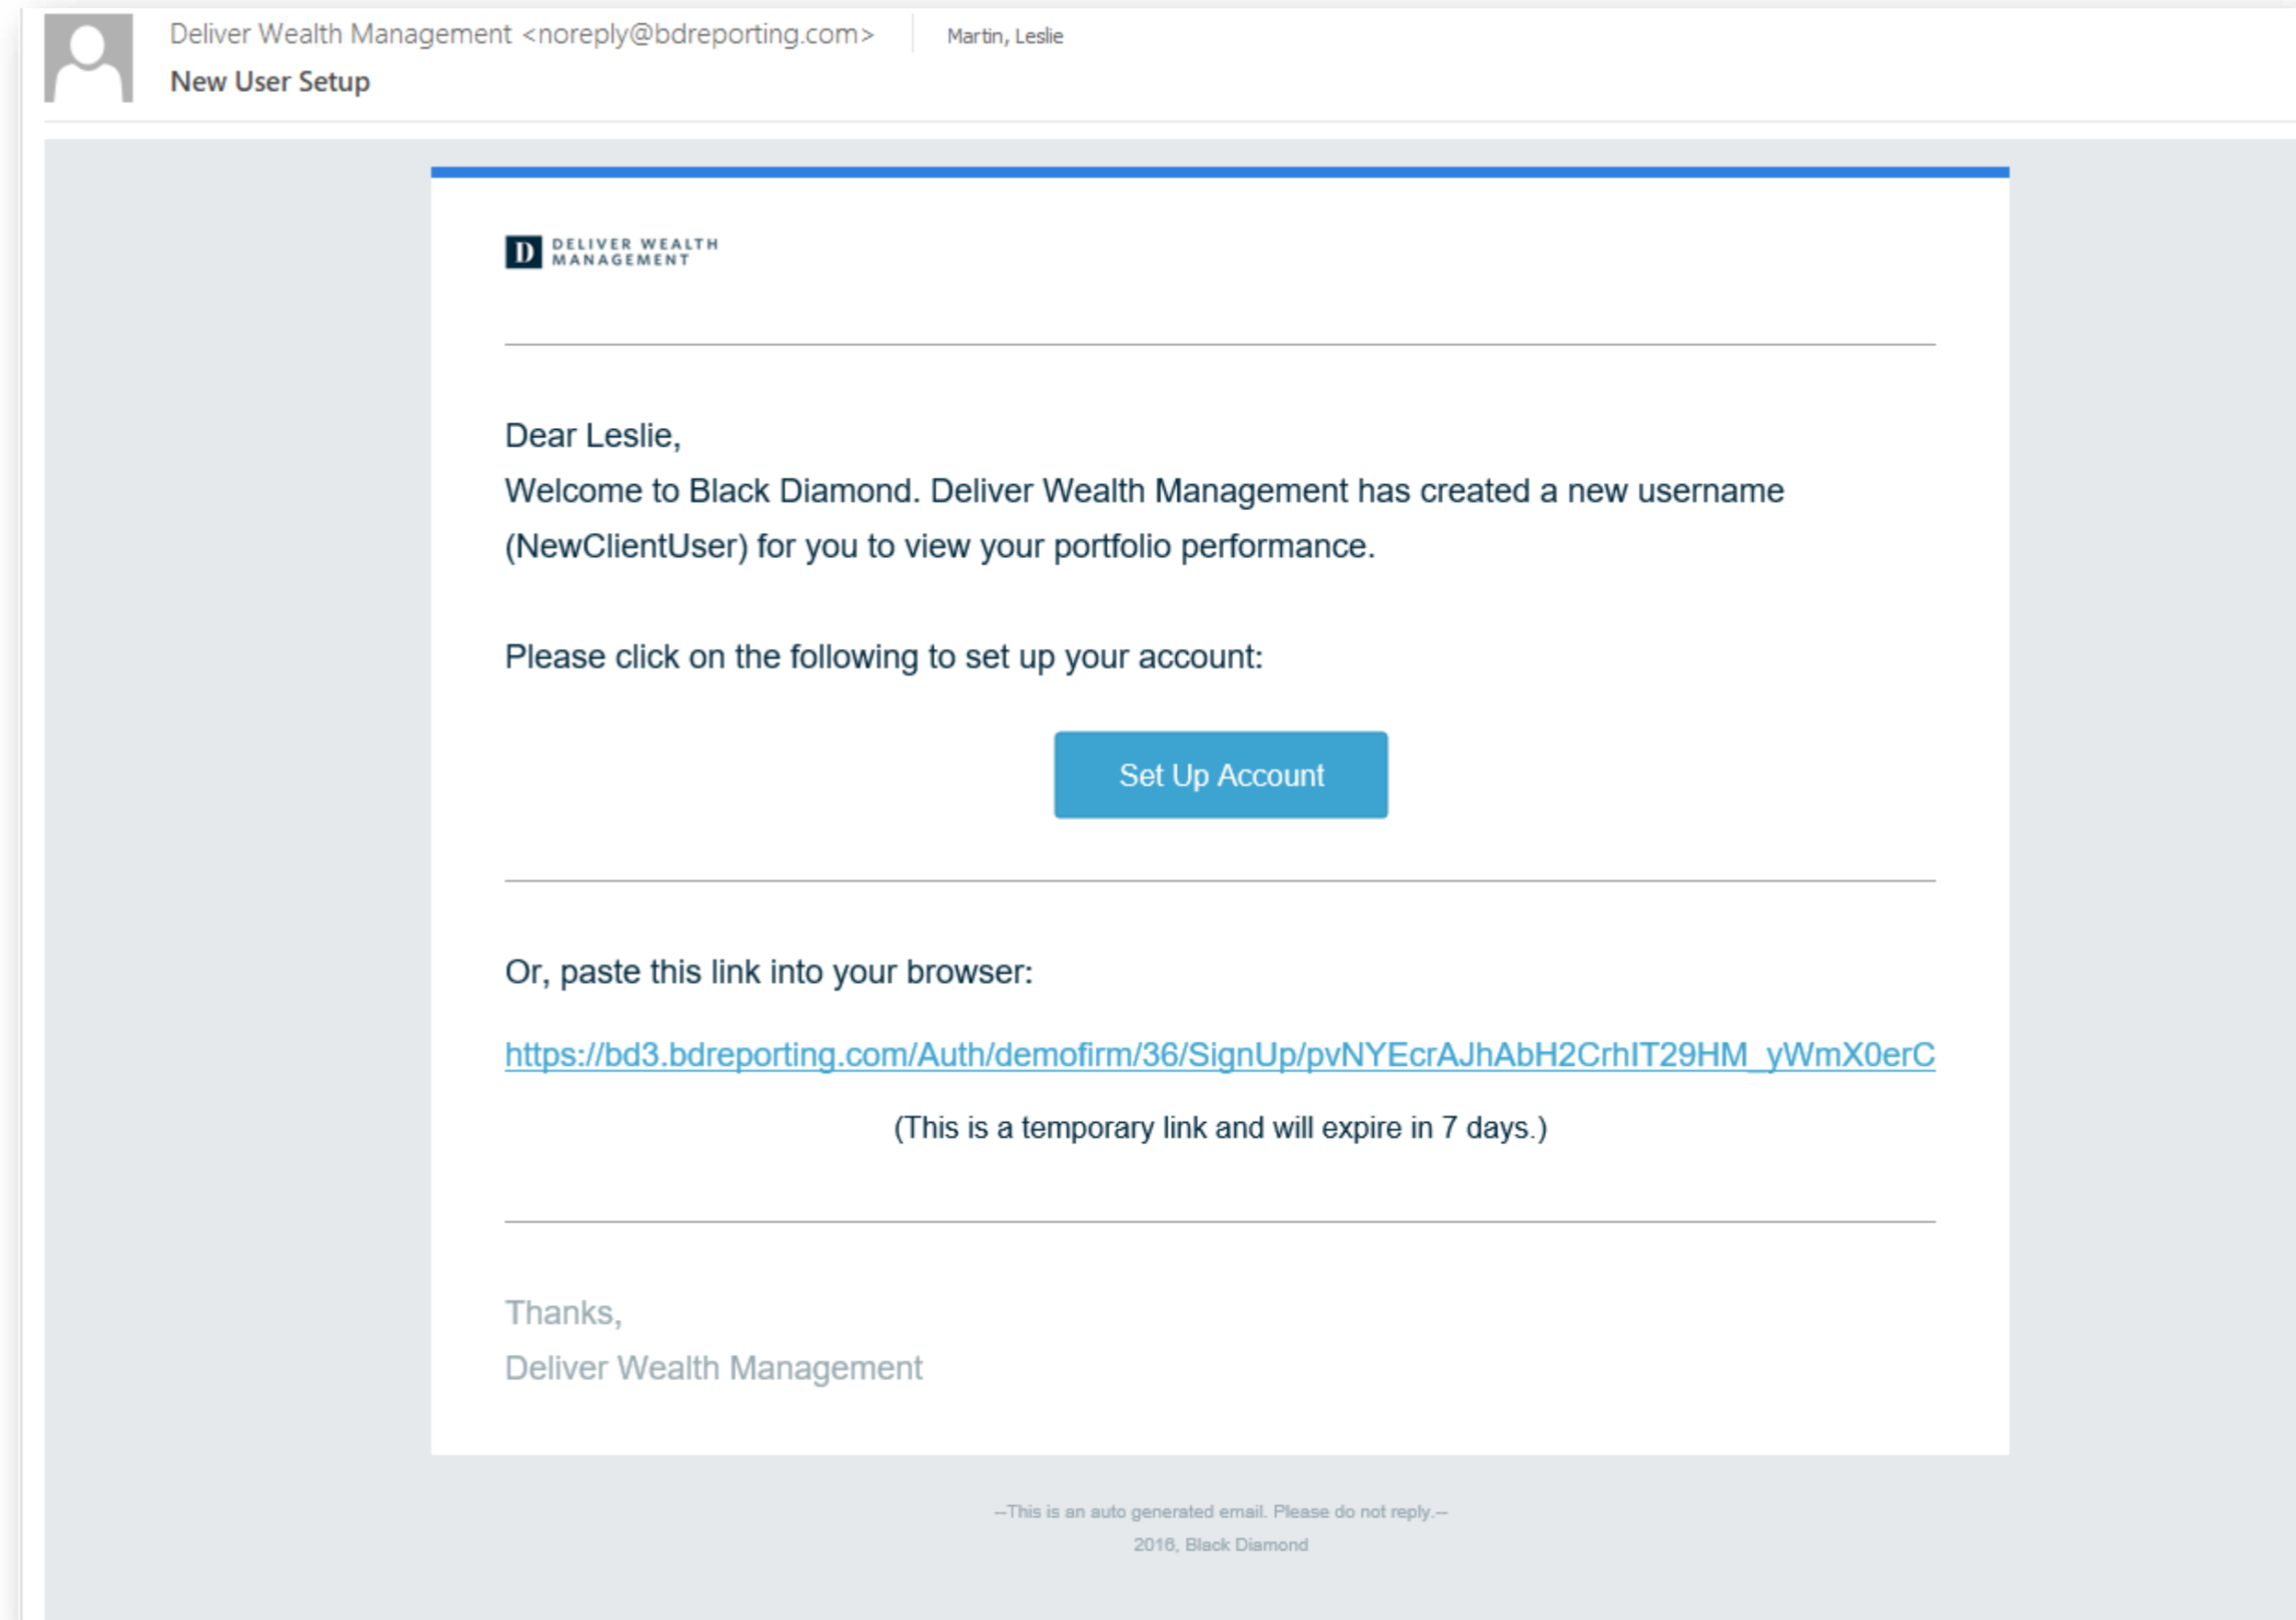 Deliver Wealth Management <noreply@bdreporting.com> Martin, Leslie
New User Setup
D DELIVER WEALTH
MANAGEMENT
Dear Leslie,
Welcome to Black Diamond. Deliver Wealth Management has created a new username
(NewClientUser) for you to view your portfolio performance.
Please click on the following to set up your account:
Set Up Account
Or, paste this link into your browser:
https://bd3.bdreporting.com/Auth/demofirm/36/SignUp/pvNYEcrAJhAbH2CrhIT29HM_yWmX0erC
(This is a temporary link and will expire in 7 days.)
Thanks,
Deliver Wealth Management
--This is an auto generated email. Please do not reply.--
2016, Black Diamond